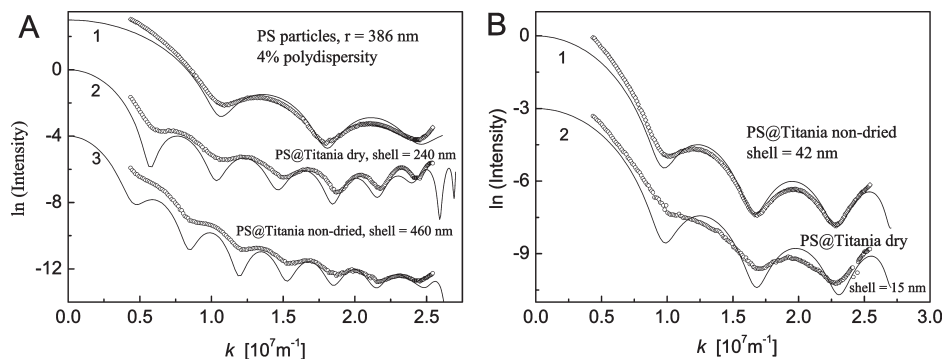 A
PS particles, r = 386 nm
4% polydispersity
1
2
3
PS@Titania dry, shell = 240 nm
PS@Titania non-dried, shell = 460 nm
0
-4
-8
-12
ln (Intensity)
0.0
0.5
1.0
1.5
2.0
2.5
k [10⁷m⁻¹]
B
1
2
PS@Titania non-dried
shell = 42 nm
PS@Titania dry
shell = 15 nm
0
-3
-6
-9
ln (Intensity)
0.0
0.5
1.0
1.5
2.0
2.5
3.0
k [10⁷m⁻¹]